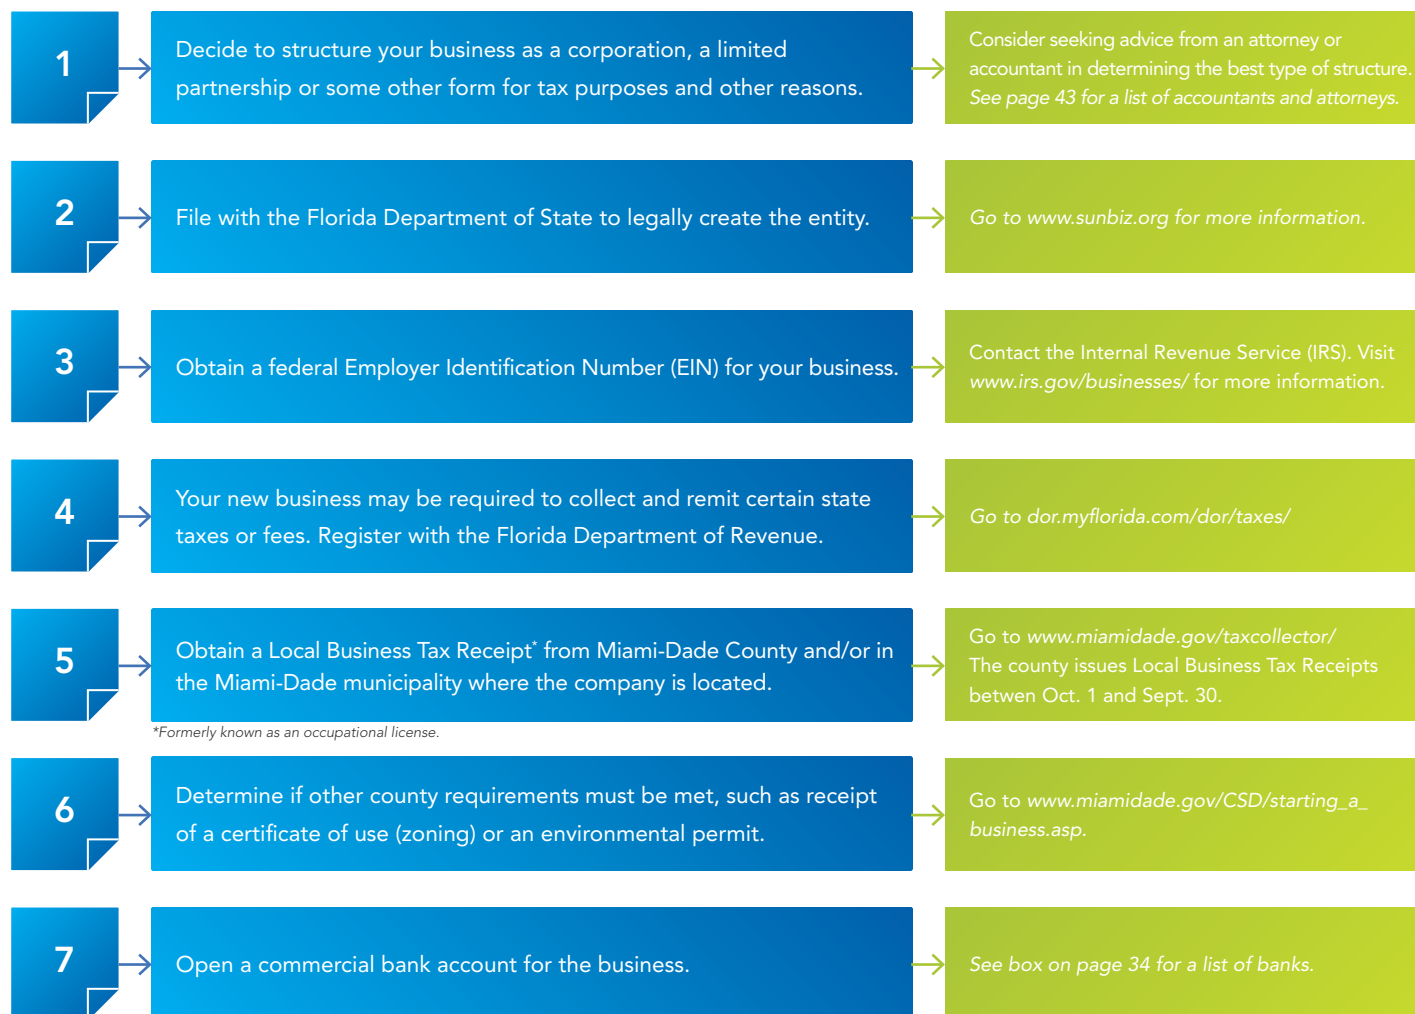 1
Decide to structure your business as a corporation, a limited
partnership or some other form for tax purposes and other reasons.
Consider seeking advice from an attorney or
accountant in determining the best type of structure.
See page 43 for a list of accountants and attorneys.
2
File with the Florida Department of State to legally create the entity.
Go to www.sunbiz.org for more information.
3
Obtain a federal Employer Identification Number (EIN) for your business.
Contact the Internal Revenue Service (IRS). Visit
www.irs.gov/businesses/ for more information.
4
Your new business may be required to collect and remit certain state
taxes or fees. Register with the Florida Department of Revenue.
Go to dor.myflorida.com/dor/taxes/
5
Obtain a Local Business Tax Receipt* from Miami-Dade County and/or in
the Miami-Dade municipality where the company is located.
Go to www.miamidade.gov/taxcollector/
The county issues Local Business Tax Receipts
betwen Oct. 1 and Sept. 30.
*Formerly known as an occupational license.
6
Determine if other county requirements must be met, such as receipt
of a certificate of use (zoning) or an environmental permit.
Go to www.miamidade.gov/CSD/starting_a_
business.asp.
7
Open a commercial bank account for the business.
See box on page 34 for a list of banks.